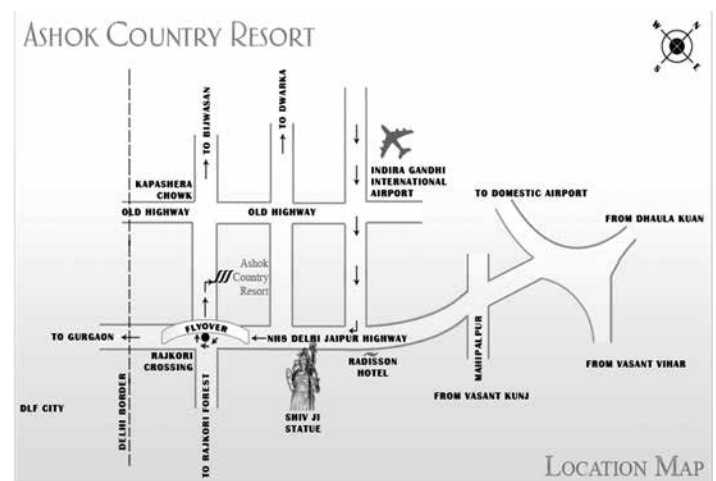 ASHOK COUNTRY RESORT
W
N
S
E
TO BIJWASAN
TO DWARKA
KAPASHERA
CHOWK
INDIRA GANDHI
INTERNATIONAL
AIRPORT
TO DOMESTIC AIRPORT
OLD HIGHWAY
OLD HIGHWAY
FROM DHAULA KUAN
Ashok
Country
Resort
FLYOVER
TO GURGAON
NH8 DELHI JAIPUR HIGHWAY
RAJKORI
CROSSING
RADISSON
HOTEL
MAHIPALPUR
FROM VASANT VIHAR
FROM VASANT KUNJ
DLF CITY
DELHI BORDER
TO RAJKORI FOREST
SHIV JI
STATUE
LOCATION MAP